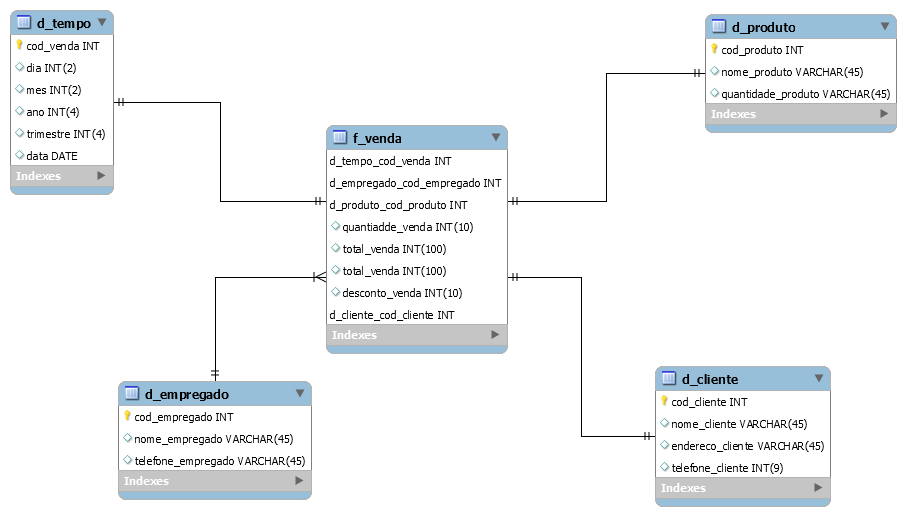 d_tempo
cod_venda INT
dia INT(2)
mes INT(2)
ano INT(4)
trimestre INT(4)
data DATE
Indexes
d_produto
cod_produto INT
nome_produto VARCHAR(45)
quantidade_produto VARCHAR(45)
Indexes
f_venda
d_tempo_cod_venda INT
d_empregado_cod_empregado INT
d_produto_cod_produto INT
quantiadde_venda INT(10)
total_venda INT(100)
total_venda INT(100)
desconto_venda INT(10)
d_cliente_cod_cliente INT
Indexes
d_empregado
cod_empregado INT
nome_empregado VARCHAR(45)
telefone_empregado VARCHAR(45)
Indexes
d_cliente
cod_cliente INT
nome_cliente VARCHAR(45)
endereco_cliente VARCHAR(45)
telefone_cliente INT(9)
Indexes